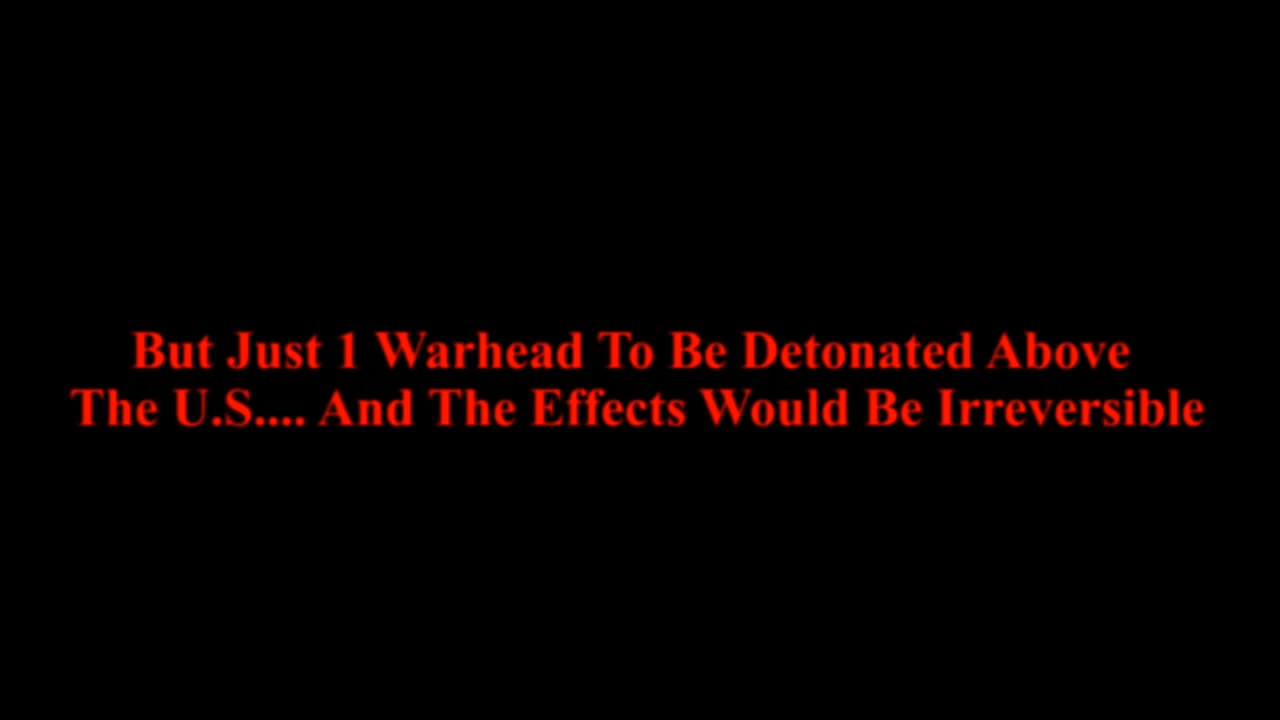 But Just 1 Warhead To Be Detonated Above
The U.S.... And The Effects Would Be Irreversible